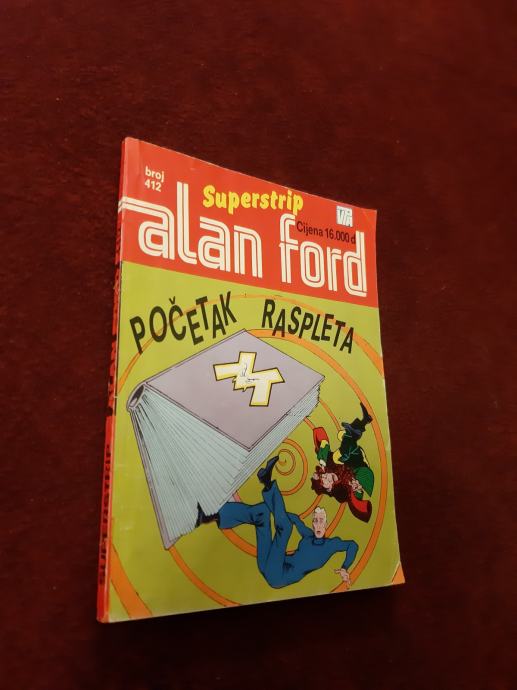 broj
412
Superstrip
Cijena 16.000 d
alan ford
POČETAK RASPLETA